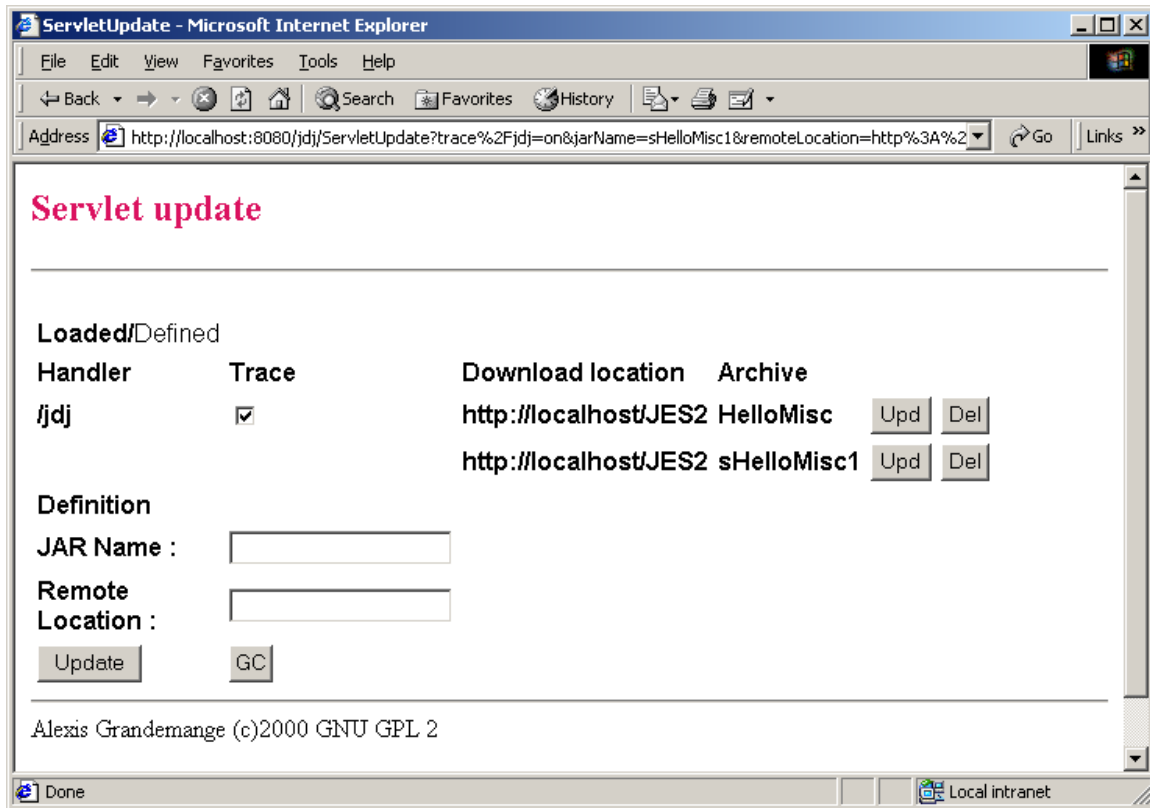 ServletUpdate - Microsoft Internet Explorer
File Edit View Favorites Tools Help
Back Search Favorites History
Address http://localhost:8080/jdj/ServletUpdate?trace%2Fjdj=on&jarName=sHelloMisc1&remoteLocation=http%3A%2 Go Links »
Servlet update
Loaded/Defined
Handler Trace Download location Archive
/jdj http://localhost/JES2 HelloMisc Upd Del
http://localhost/JES2 sHelloMisc1 Upd Del
Definition
JAR Name :
Remote
Location :
Update GC
Alexis Grandemange (c)2000 GNU GPL 2
Done Local intranet